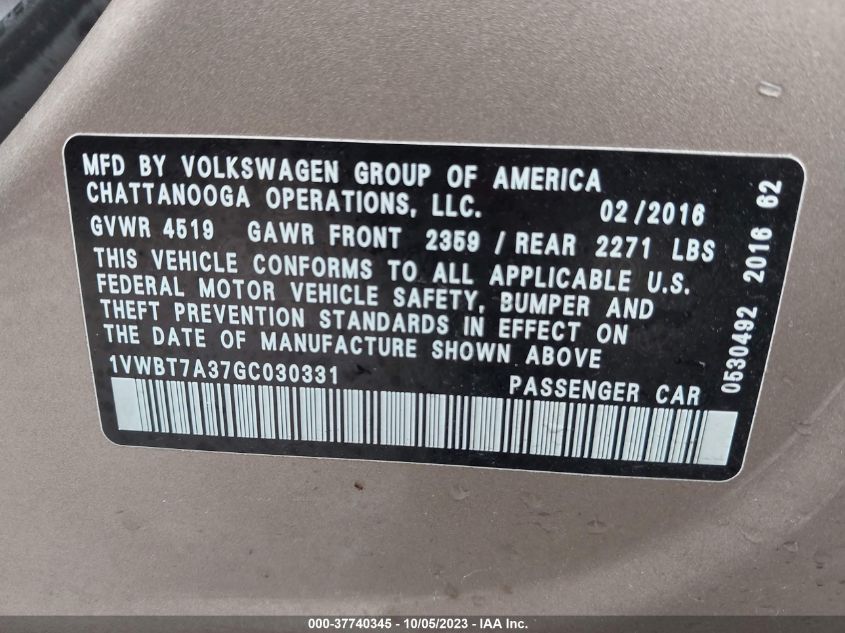 MFD BY VOLKSWAGEN GROUP OF AMERICA
CHATTANOOGA OPERATIONS, LLC. 02/2016
GVWR 4519 GAWR FRONT 2359 / REAR 2271 LBS
THIS VEHICLE CONFORMS TO ALL APPLICABLE U.S.
FEDERAL MOTOR VEHICLE SAFETY, BUMPER AND
THEFT PREVENTION STANDARDS IN EFFECT ON
THE DATE OF MANUFACTURE SHOWN ABOVE
1VWBT7A37GC030331 PASSENGER CAR
0530492 2016 62
000-37740345 - 10/05/2023 - IAA Inc.